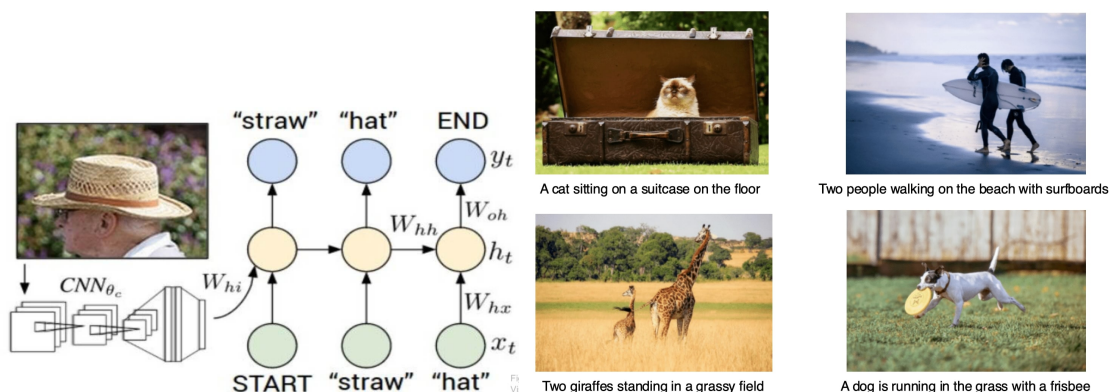 "straw" "hat" END
y_t
W_hh
W_oh
h_t
CNN_θc
W_hi
W_hx
x_t
START "straw" "hat"
A cat sitting on a suitcase on the floor
Two people walking on the beach with surfboards
Two giraffes standing in a grassy field
A dog is running in the grass with a frisbee